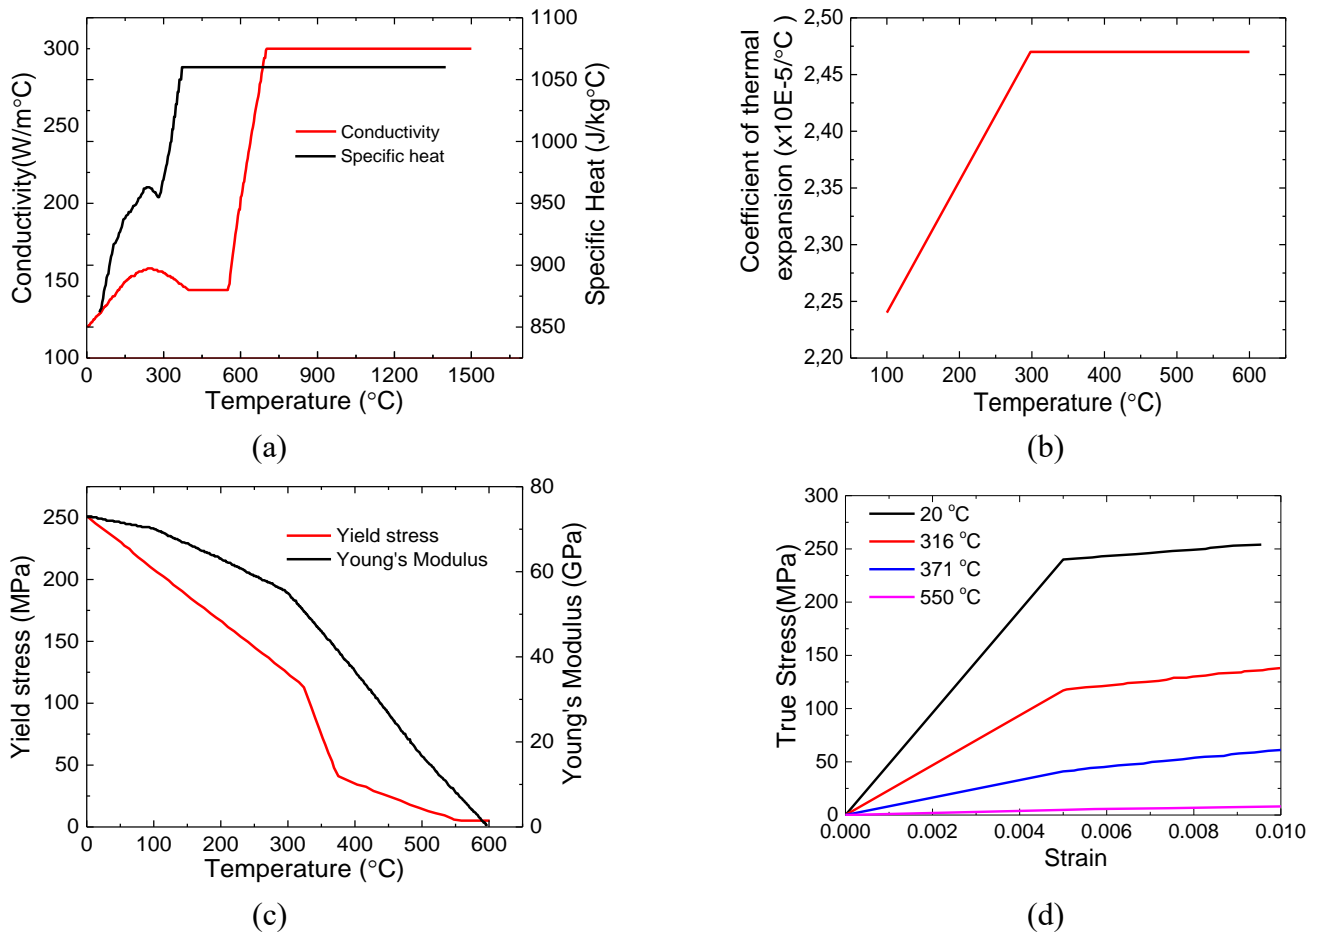 Conductivity(W/m°C)
300
250
200
150
100
1100
1050
1000
950
900
850
Specific Heat (J/kg°C)
Conductivity
Specific heat
0 300 600 900 1200 1500
Temperature (°C)
(a)
Coefficient of thermal
expansion (x10E-5/°C)
2,50
2,45
2,40
2,35
2,30
2,25
2,20
100 200 300 400 500 600
Temperature (°C)
(b)
Yield stress (MPa)
250
200
150
100
50
0
80
60
40
20
0
Young's Modulus (GPa)
Yield stress
Young's Modulus
0 100 200 300 400 500 600
Temperature (°C)
(c)
True Stress(MPa)
300
250
200
150
100
50
0
20 °C
316 °C
371 °C
550 °C
0.000 0.002 0.004 0.006 0.008 0.010
Strain
(d)